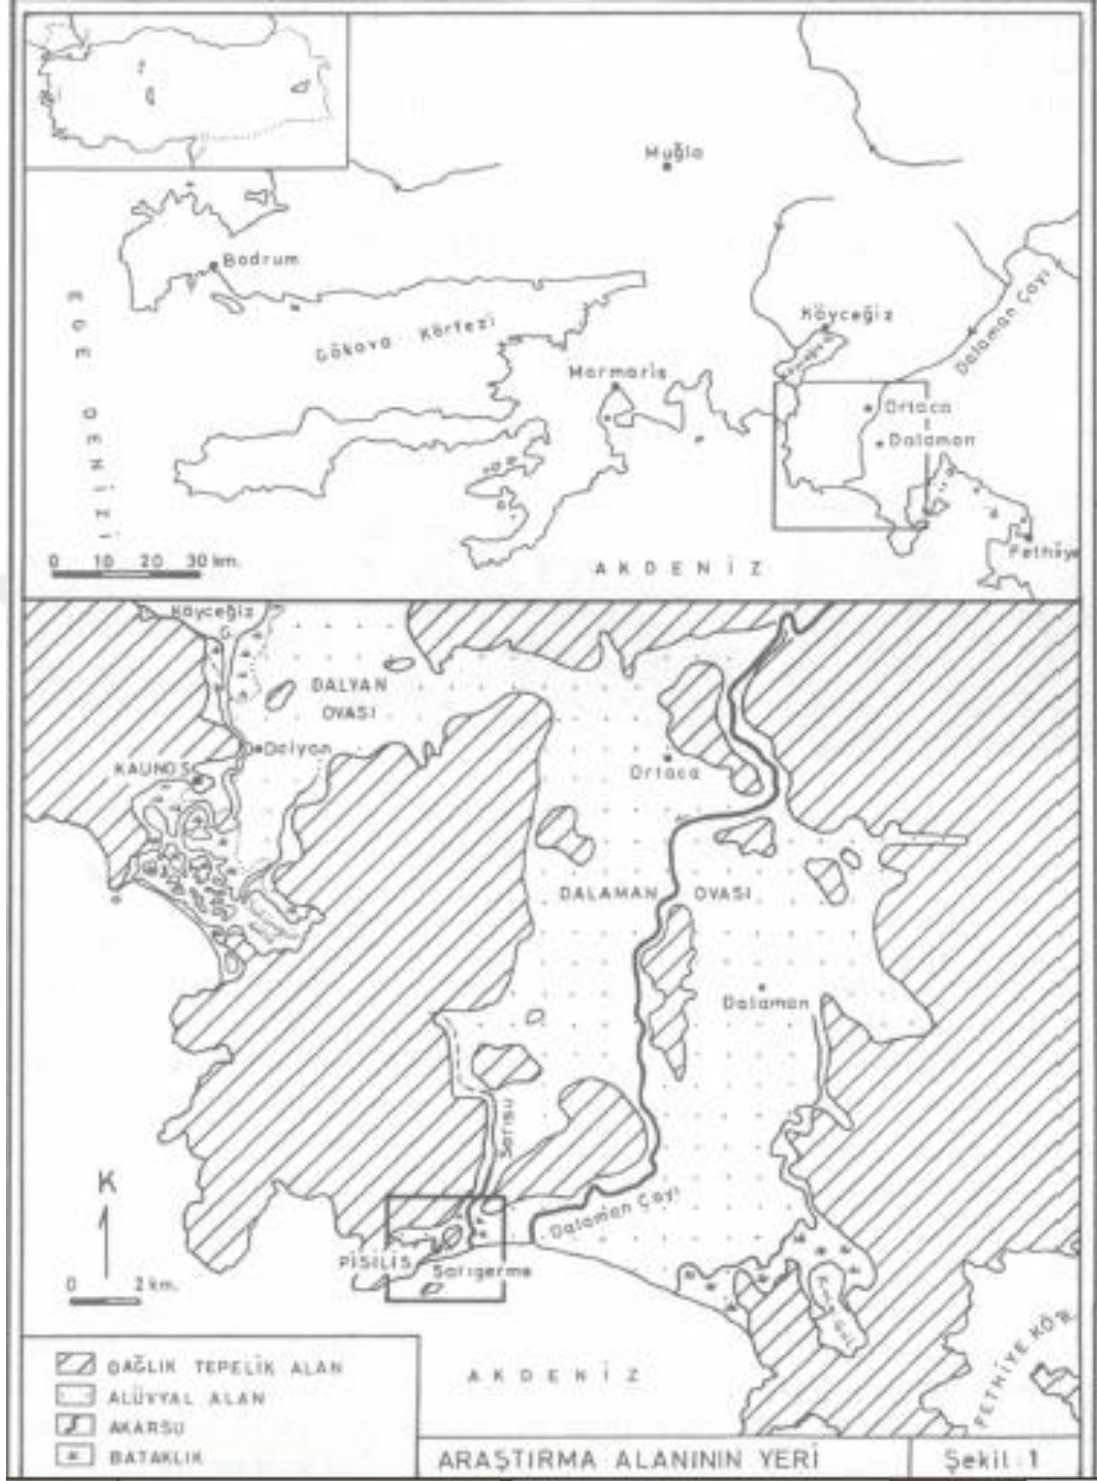 Muğla
Bodrum
EGE DENİZİ
Gökova Körfezi
Köyceğiz
Dalaman Çayı
Marmaris
Ortaca
Dalaman
Fethiye
0 10 20 30 km.
AKDENİZ
Köyceğiz
DALYAN
OVASI
Dalyan
KAUNOS
Ortaca
DALAMAN OVASI
Dalaman
Sarısu
K
Dalaman Çayı
PİSİLİS
Sarıgerme
0 2 km.
FETHİYE KÖR.
AKDENİZ
DAĞLIK TEPELİK ALAN
ALÜVYAL ALAN
AKARSU
BATAKLIK
ARAŞTIRMA ALANININ YERİ
Şekil : 1